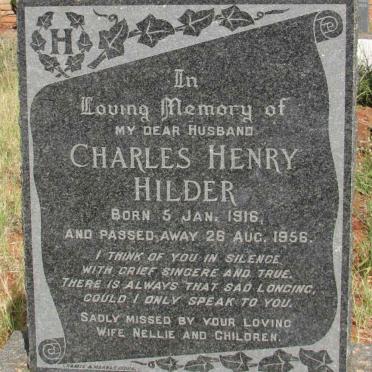 H
In
Loving Memory of
MY DEAR HUSBAND
CHARLES HENRY
HILDER
BORN 5 JAN. 1916,
AND PASSED AWAY 26 AUG. 1956.
I THINK OF YOU IN SILENCE,
WITH GRIEF SINCERE AND TRUE.
THERE IS ALWAYS THAT SAD LONGING,
COULD I ONLY SPEAK TO YOU.
SADLY MISSED BY YOUR LOVING
WIFE NELLIE AND CHILDREN.